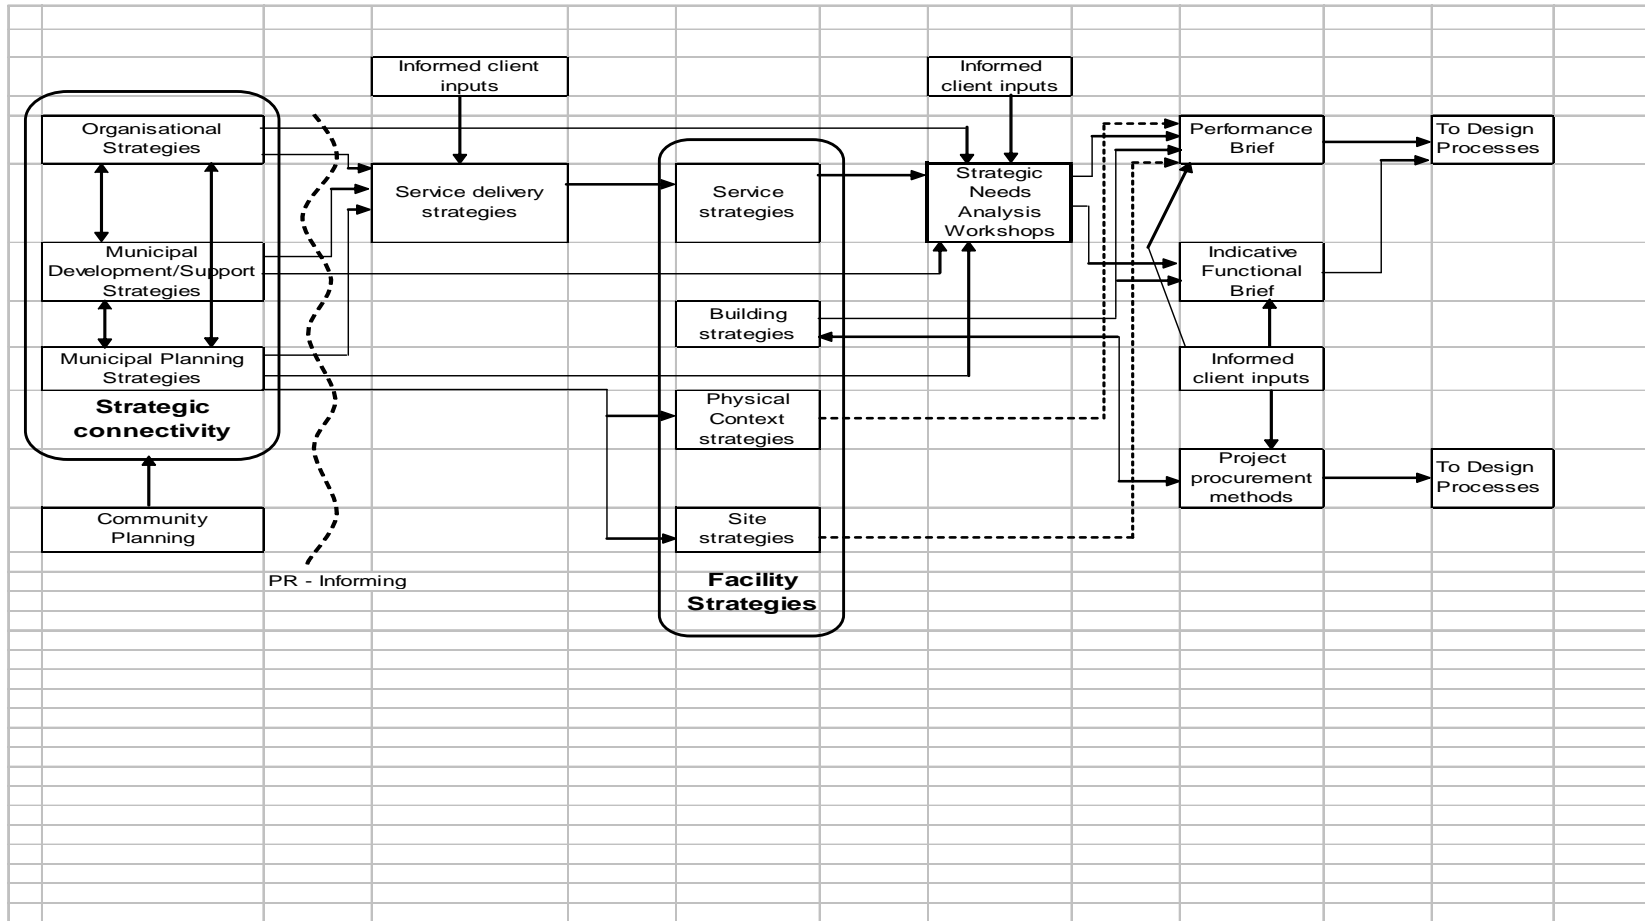 Informed client
inputs
Informed
client inputs
Organisational
Strategies
Performance
Brief
To Design
Processes
Service delivery
strategies
Service
strategies
Strategic
Needs
Analysis
Workshops
Municipal
Development/Support
Strategies
Indicative
Functional
Brief
Building
strategies
Municipal Planning
Strategies
Informed
client inputs
Strategic
connectivity
Physical
Context
strategies
Project
procurement
methods
To Design
Processes
Community
Planning
Site
strategies
PR - Informing
Facility
Strategies